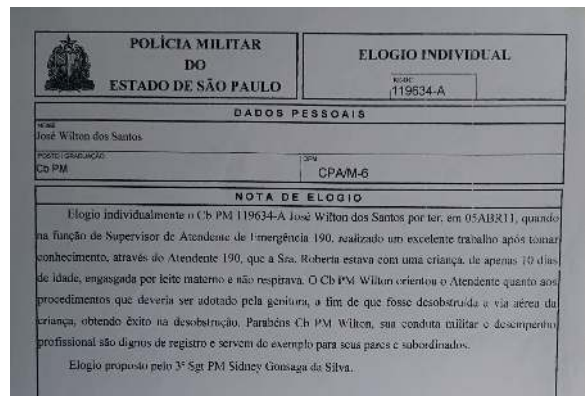 POLÍCIA MILITAR
DO
ESTADO DE SÃO PAULO
ELOGIO INDIVIDUAL
RE-DC
119634-A
DADOS PESSOAIS
NOME
José Wilton dos Santos
POSTO / GRADUAÇÃO
Cb PM
OPM
CPA/M-6
NOTA DE ELOGIO
Elogio individualmente o Cb PM 119634-A José Wilton dos Santos por ter, em 05ABR11, quando
na função de Supervisor de Atendente de Emergência 190, realizado um excelente trabalho após tomar
conhecimento, através do Atendente 190, que a Sra. Roberta estava com uma criança, de apenas 10 dias
de idade, engasgada por leite materno e não respirava. O Cb PM Wilton orientou o Atendente quanto aos
procedimentos que deveria ser adotado pela genitora, a fim de que fosse desobstruída a via aérea da
criança, obtendo êxito na desobstrução. Parabéns Cb PM Wilton, sua conduta militar e desempenho
profissional são dignos de registro e servem de exemplo para seus pares e subordinados.
Elogio proposto pelo 3º Sgt PM Sidney Gonsaga da Silva.